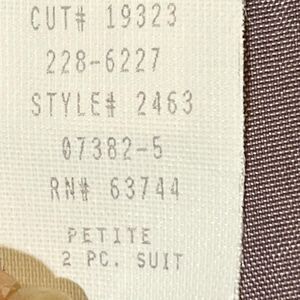 CUT# 19323
228-6227
STYLE# 2463
07382-5
RN# 63744
PETITE
2 PC. SUIT